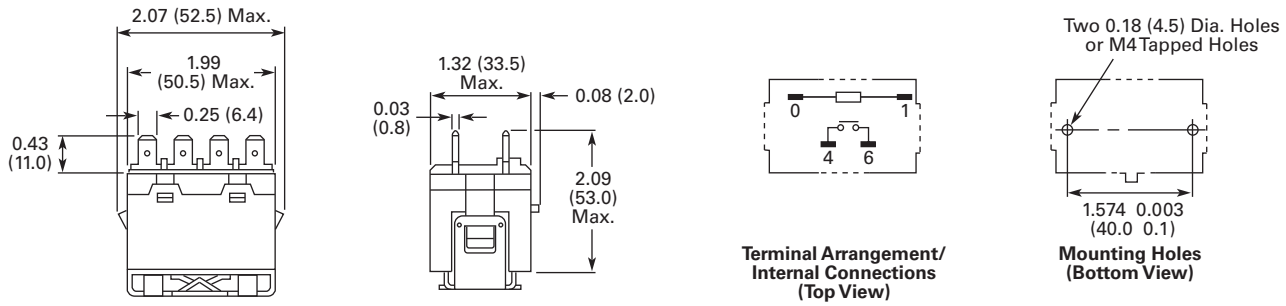 2.07 (52.5) Max.
1.99
(50.5) Max.
0.25 (6.4)
0.43
(11.0)
1.32 (33.5)
Max.
0.03
(0.8)
0.08 (2.0)
2.09
(53.0)
Max.
0
1
4
6
Terminal Arrangement/
Internal Connections
(Top View)
Two 0.18 (4.5) Dia. Holes
or M4 Tapped Holes
1.574 0.003
(40.0 0.1)
Mounting Holes
(Bottom View)